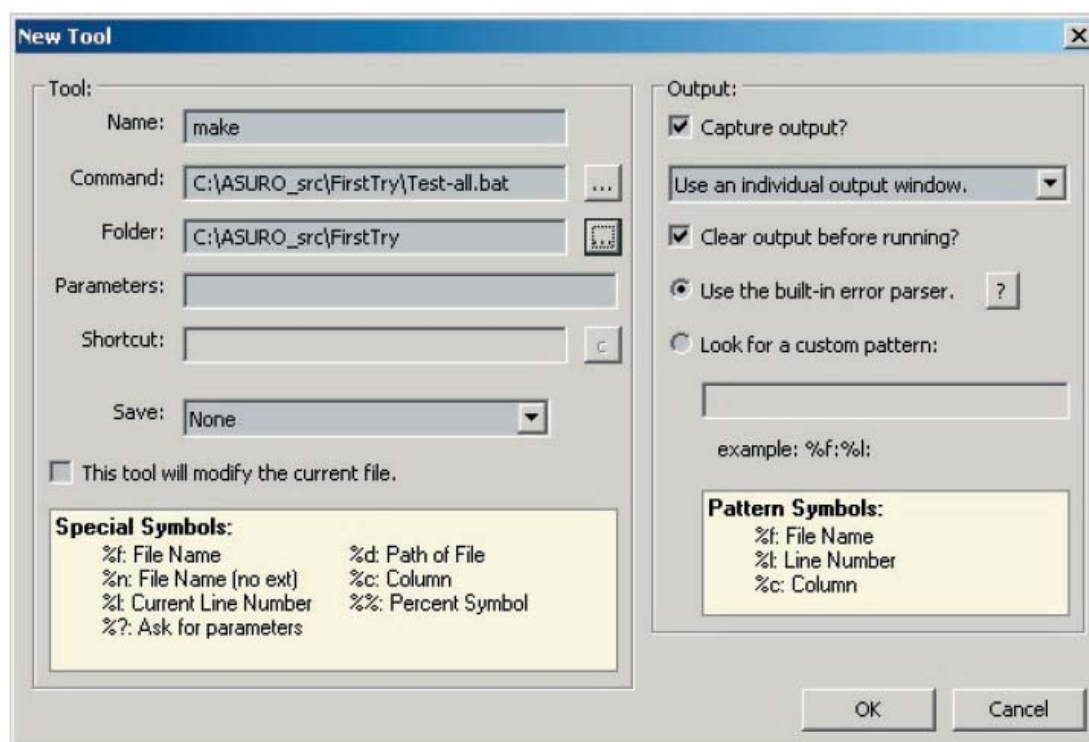 New Tool
Tool:
Name: make
Command: C:\ASURO_src\FirstTry\Test-all.bat ...
Folder: C:\ASURO_src\FirstTry ...
Parameters:
Shortcut: c
Save: None
This tool will modify the current file.
Special Symbols:
%f: File Name %d: Path of File
%n: File Name (no ext) %c: Column
%l: Current Line Number %%: Percent Symbol
%?: Ask for parameters
Output:
Capture output?
Use an individual output window.
Clear output before running?
Use the built-in error parser. ?
Look for a custom pattern:
example: %f:%l:
Pattern Symbols:
%f: File Name
%l: Line Number
%c: Column
OK Cancel